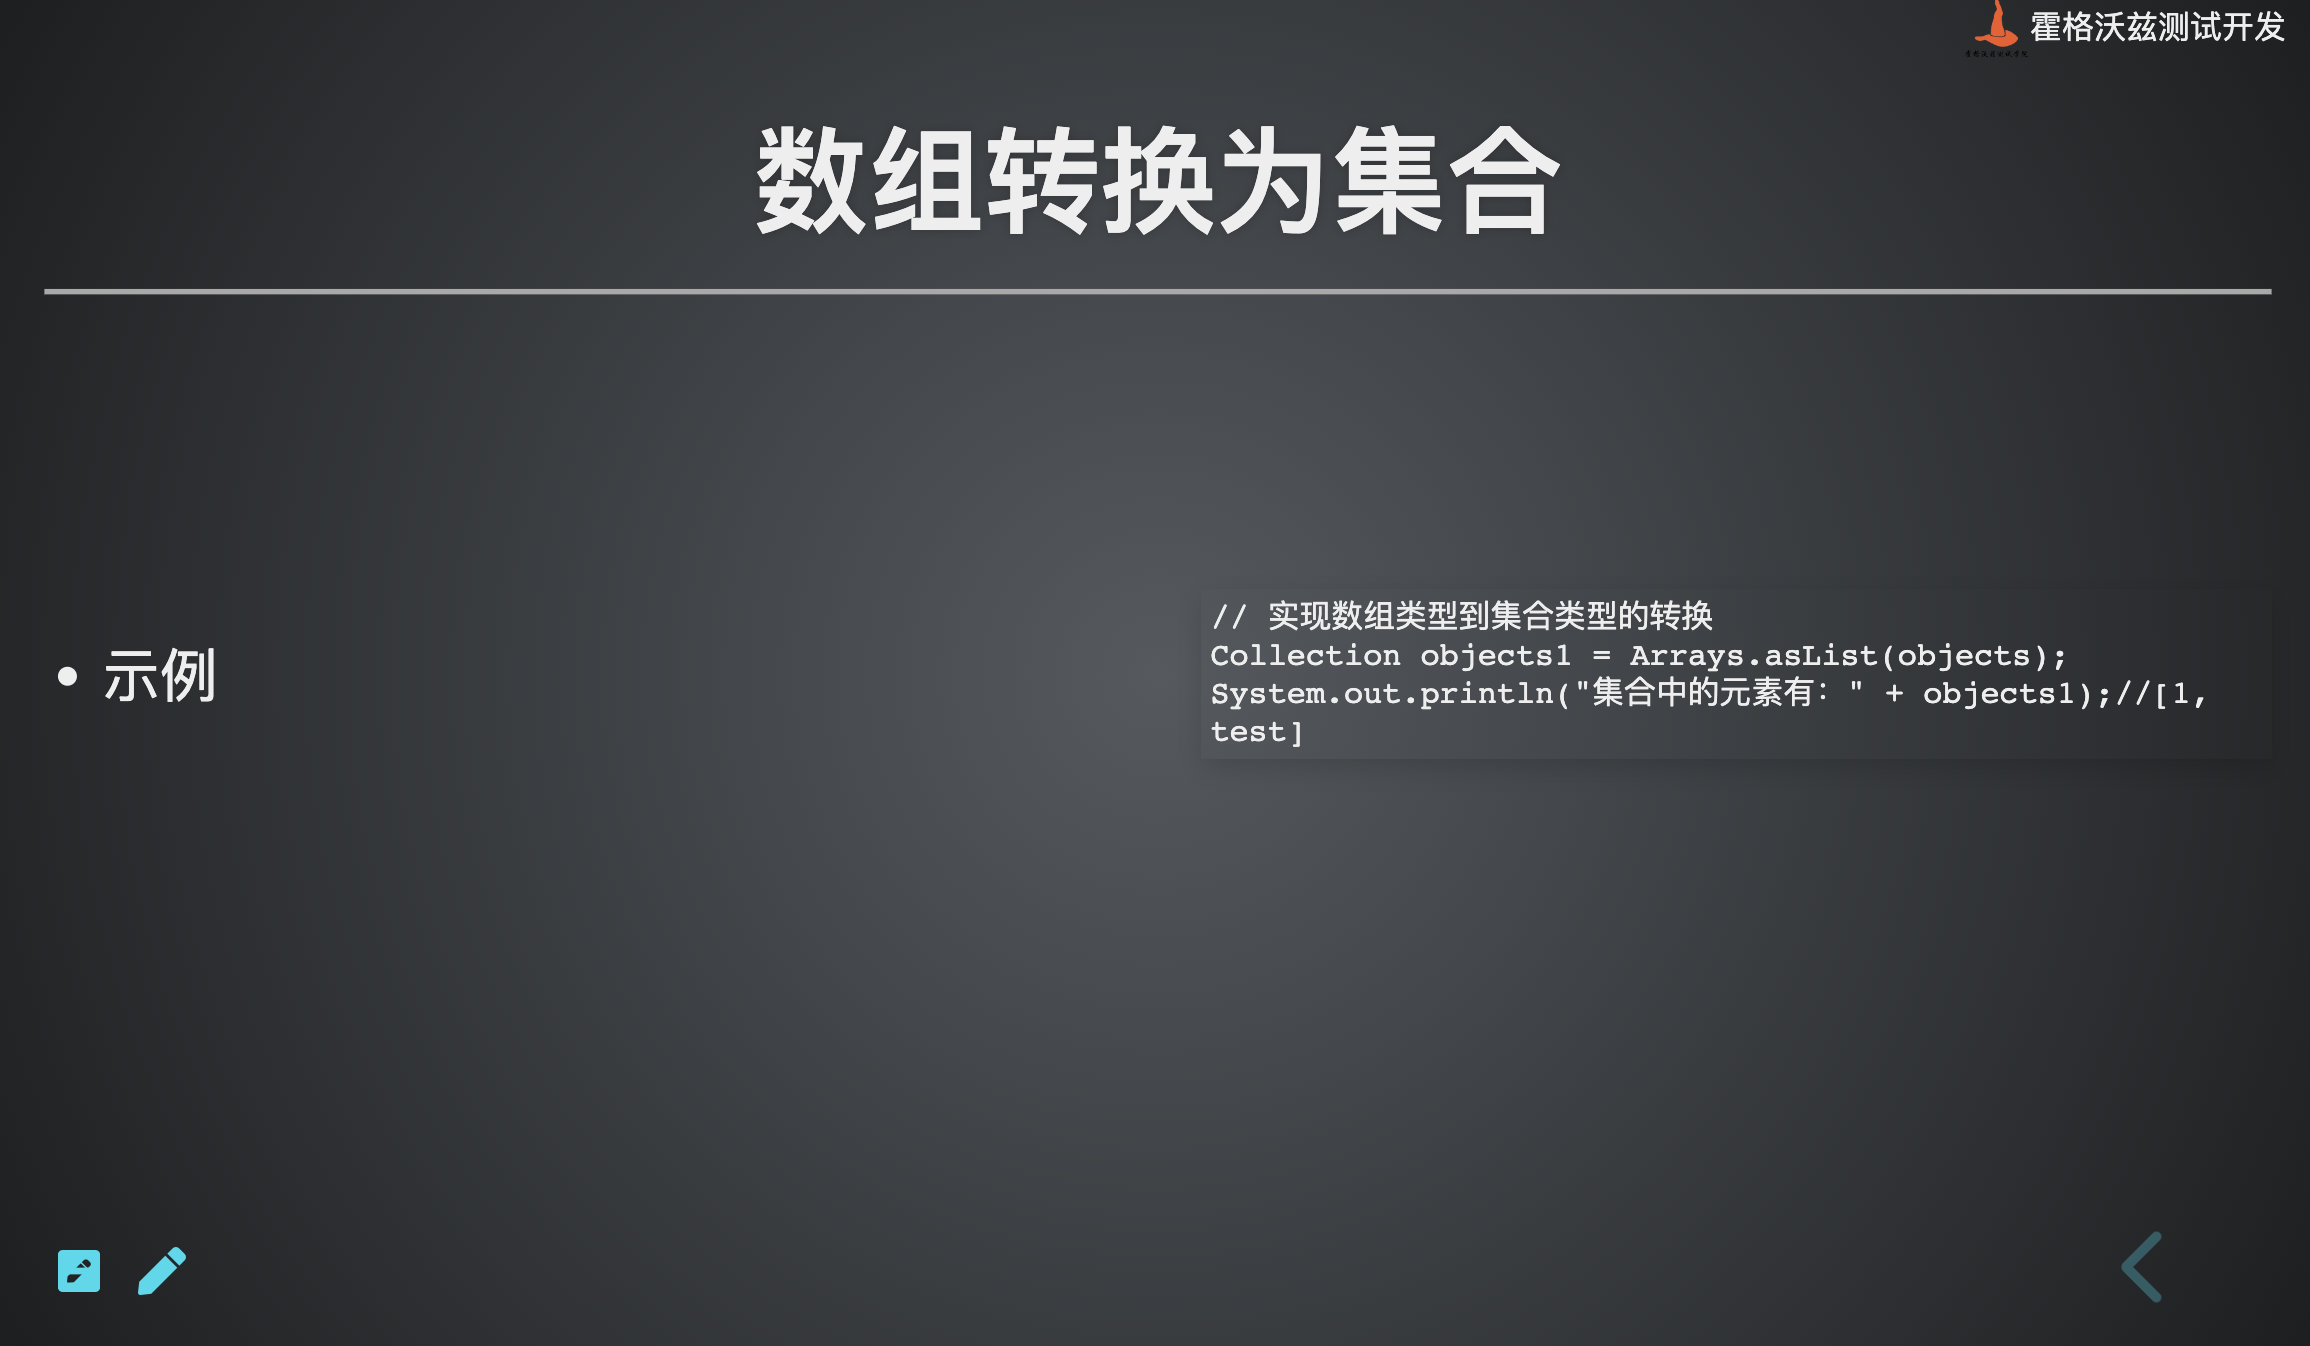 霍格沃兹测试开发
数组转换为集合
• 示例
// 实现数组类型到集合类型的转换
Collection objects1 = Arrays.asList(objects);
System.out.println("集合中的元素有：" + objects1);//[1,
test]